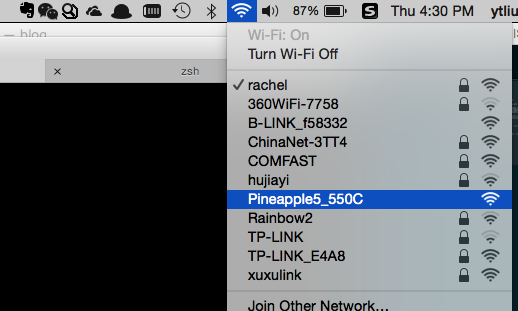 87% Thu 4:30 PM ytliu
— blog
Wi-Fi: On
Turn Wi-Fi Off
× zsh
✓ rachel
360WiFi-7758
B-LINK_f58332
ChinaNet-3TT4
COMFAST
hujiayi
Pineapple5_550C
Rainbow2
TP-LINK
TP-LINK_E4A8
xuxulink
Join Other Network...